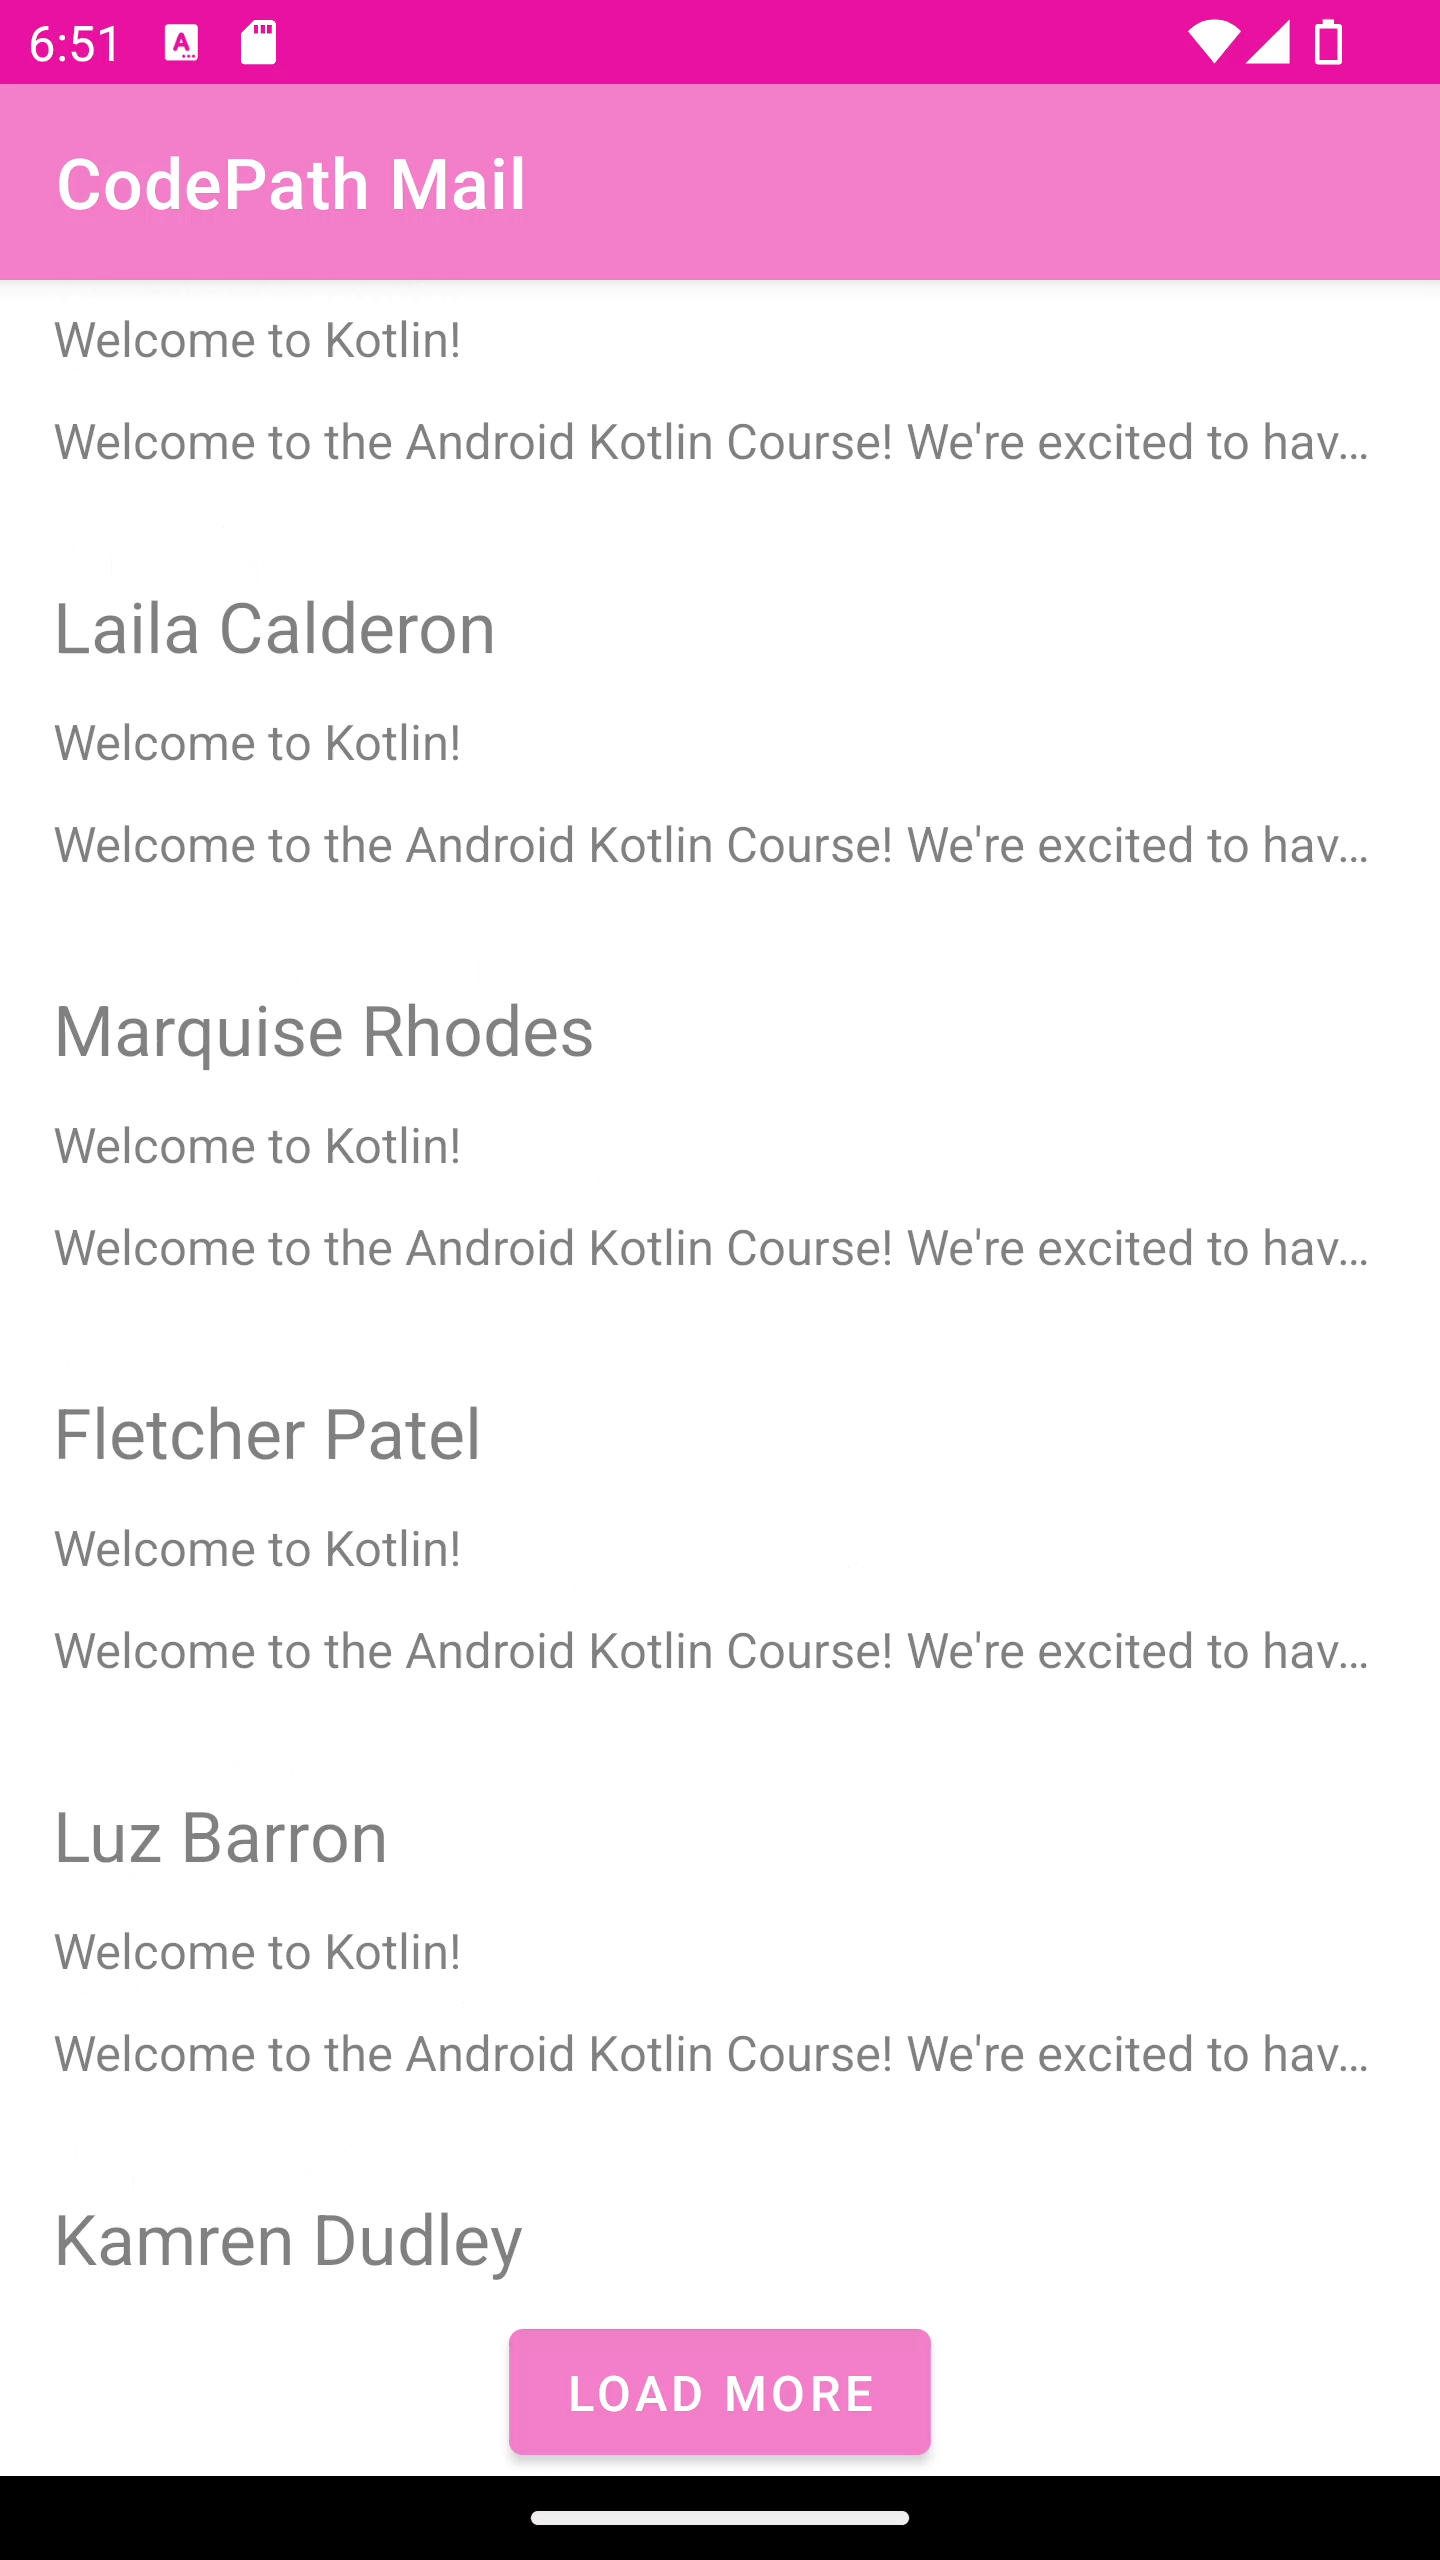 6:51
CodePath Mail
Welcome to Kotlin!
Welcome to the Android Kotlin Course! We're excited to hav…
Laila Calderon
Welcome to Kotlin!
Welcome to the Android Kotlin Course! We're excited to hav…
Marquise Rhodes
Welcome to Kotlin!
Welcome to the Android Kotlin Course! We're excited to hav…
Fletcher Patel
Welcome to Kotlin!
Welcome to the Android Kotlin Course! We're excited to hav…
Luz Barron
Welcome to Kotlin!
Welcome to the Android Kotlin Course! We're excited to hav…
Kamren Dudley
LOAD MORE